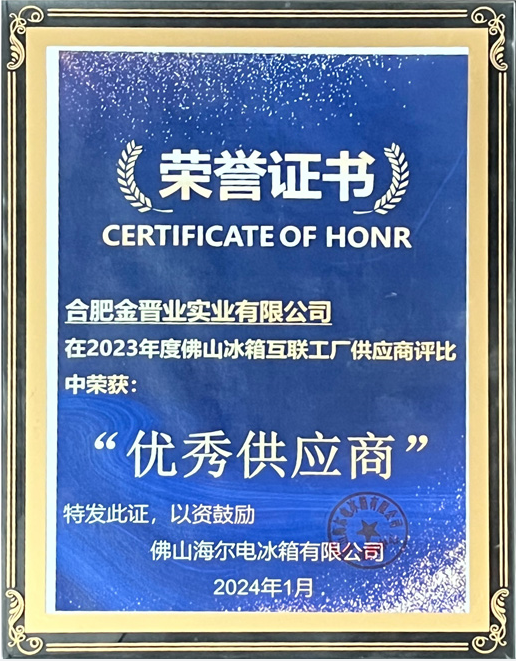 荣誉证书
CERTIFICATE OF HONR
合肥金晋业实业有限公司
在2023年度佛山冰箱互联工厂供应商评比
中荣获：
“优秀供应商”
特发此证，以资鼓励
佛山海尔电冰箱有限公司
2024年1月